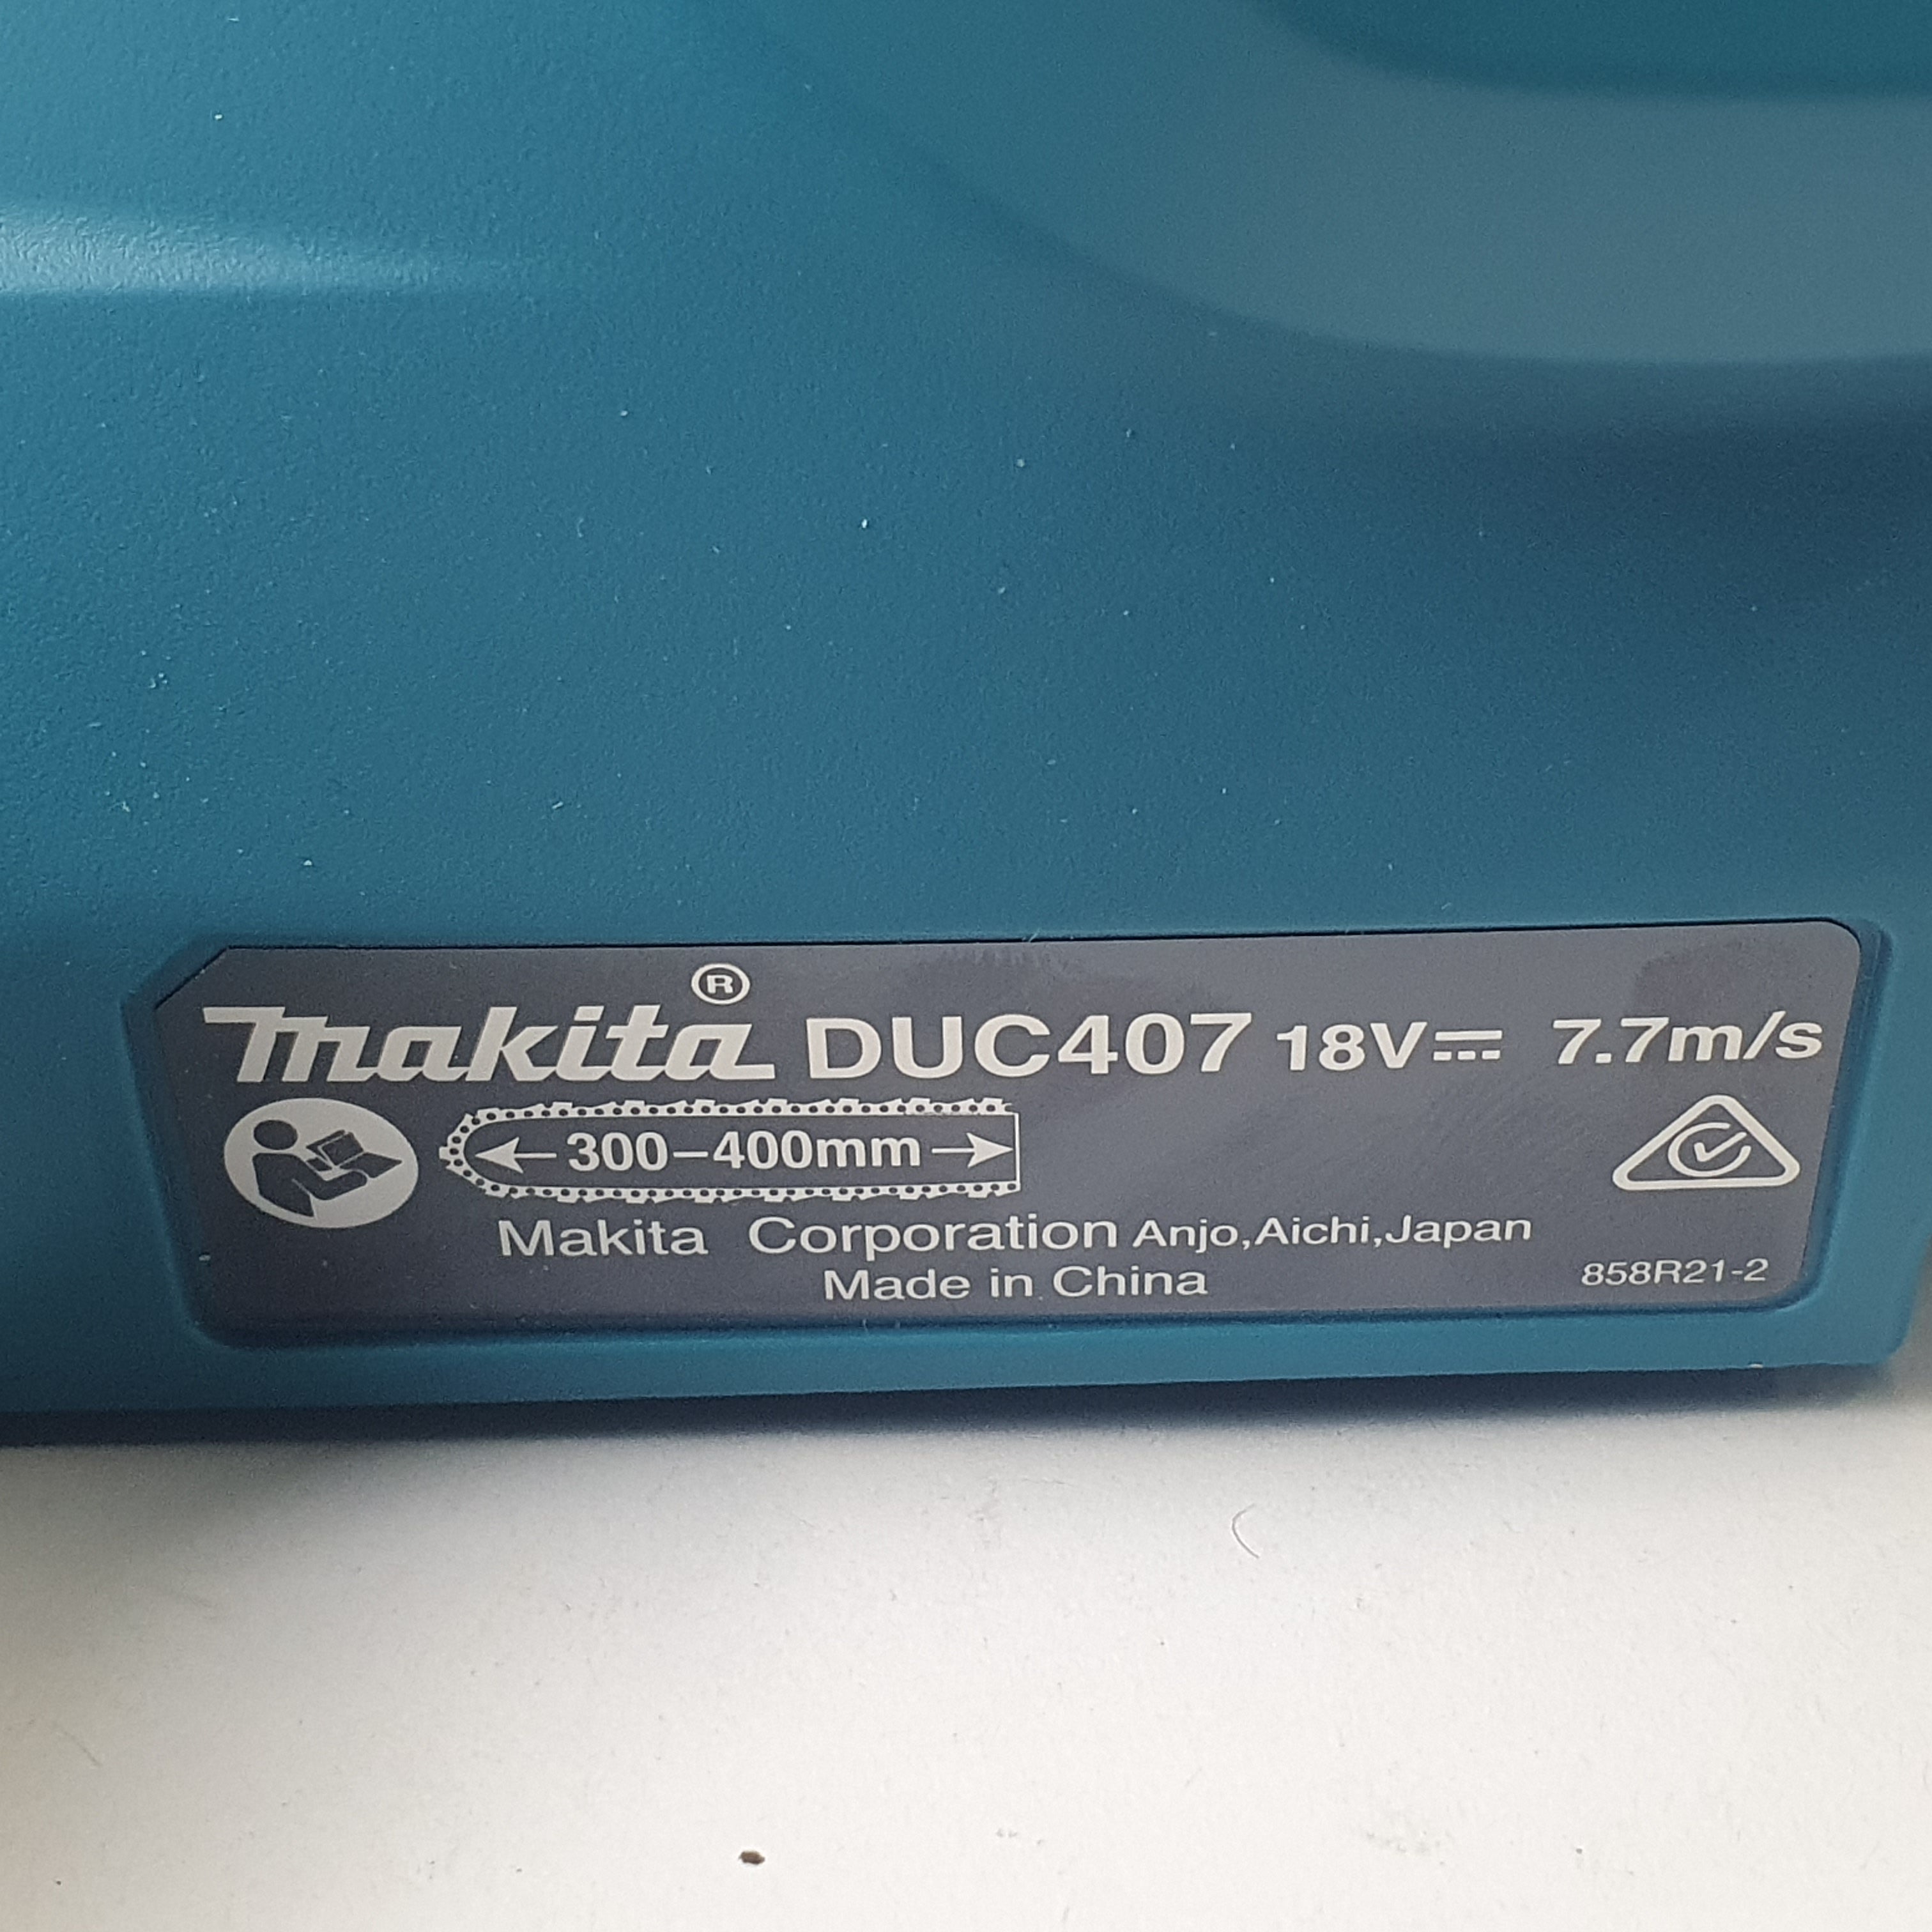 makita® DUC407 18V⎓ 7.7m/s
300–400mm
Makita Corporation Anjo,Aichi,Japan
Made in China
858R21-2